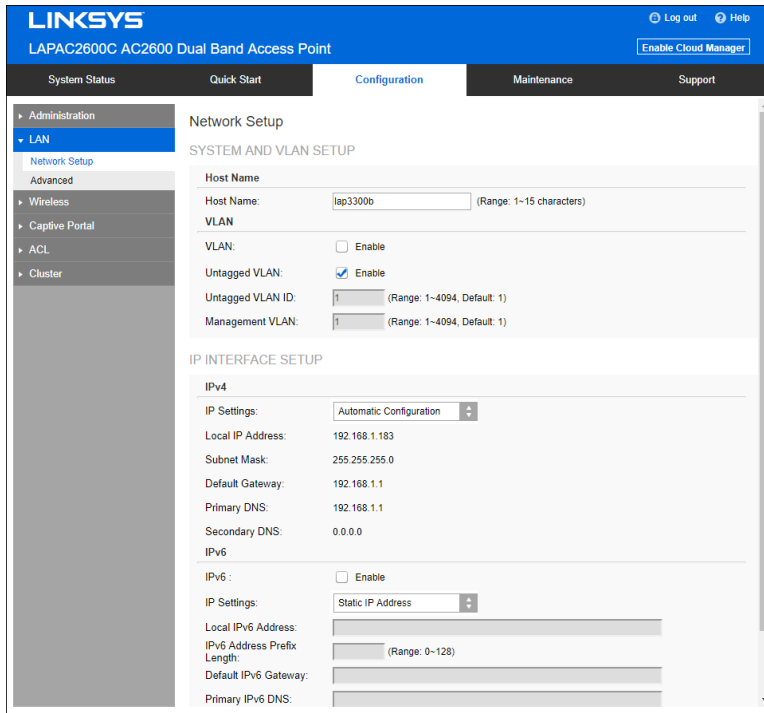 LINKSYS
Log out Help
LAPAC2600C AC2600 Dual Band Access Point
Enable Cloud Manager
System Status Quick Start Configuration Maintenance Support
Administration
LAN
Network Setup
Advanced
Wireless
Captive Portal
ACL
Cluster
Network Setup
SYSTEM AND VLAN SETUP
Host Name
Host Name: lap3300b (Range: 1~15 characters)
VLAN
VLAN: Enable
Untagged VLAN: Enable
Untagged VLAN ID: 1 (Range: 1~4094, Default: 1)
Management VLAN: 1 (Range: 1~4094, Default: 1)
IP INTERFACE SETUP
IPv4
IP Settings: Automatic Configuration
Local IP Address: 192.168.1.183
Subnet Mask: 255.255.255.0
Default Gateway: 192.168.1.1
Primary DNS: 192.168.1.1
Secondary DNS: 0.0.0.0
IPv6
IPv6 : Enable
IP Settings: Static IP Address
Local IPv6 Address:
IPv6 Address Prefix
Length: (Range: 0~128)
Default IPv6 Gateway:
Primary IPv6 DNS: